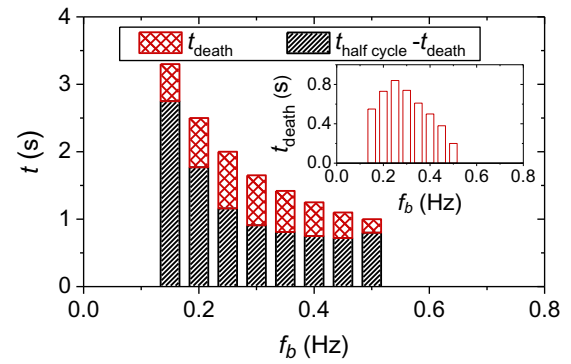 t_death
t_half cycle - t_death
4
3
2
1
0
t (s)
0.0 0.2 0.4 0.6 0.8
f_b (Hz)
0.8
0.4
0.0
t_death (s)
0.0 0.2 0.4 0.6 0.8
f_b (Hz)